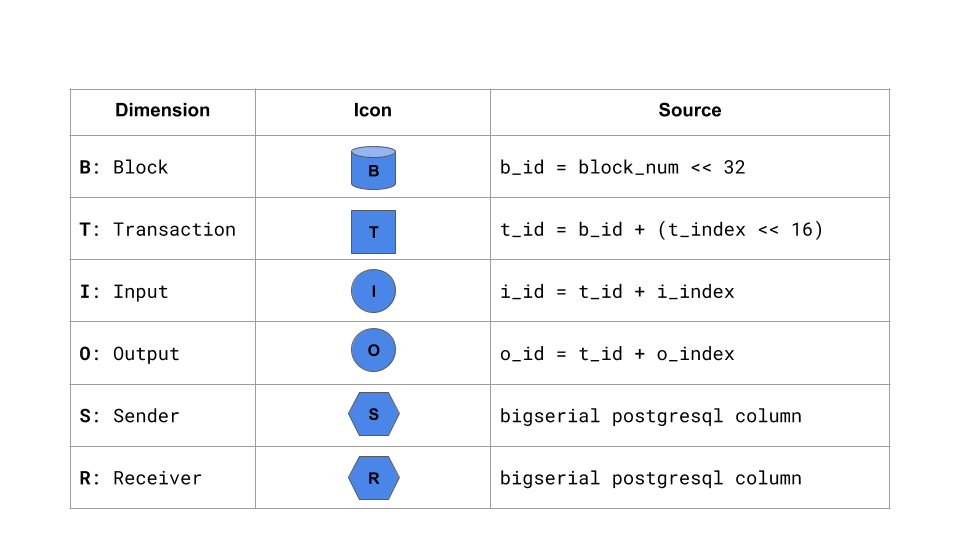 Dimension Icon Source
B: Block B b_id = block_num << 32
T: Transaction T t_id = b_id + (t_index << 16)
I: Input I i_id = t_id + i_index
O: Output O o_id = t_id + o_index
S: Sender S bigserial postgresql column
R: Receiver R bigserial postgresql column